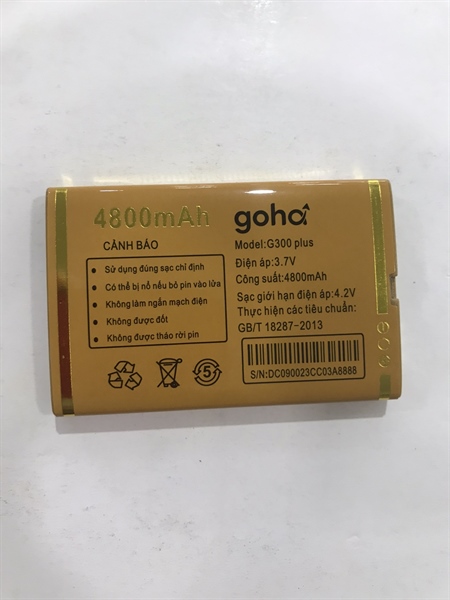 4800mAh
CẢNH BÁO
Sử dụng đúng sạc chỉ định
Có thể bị nổ nếu bỏ pin vào lửa
Không làm ngắn mạch điện
Không được đốt
Không được tháo rời pin
5
goha
Model:G300 plus
Điện áp:3.7V
Công suất:4800mAh
Sạc giới hạn điện áp:4.2V
Thực hiện các tiêu chuẩn:
GB/T 18287-2013
S/N:DC090023CC03A8888